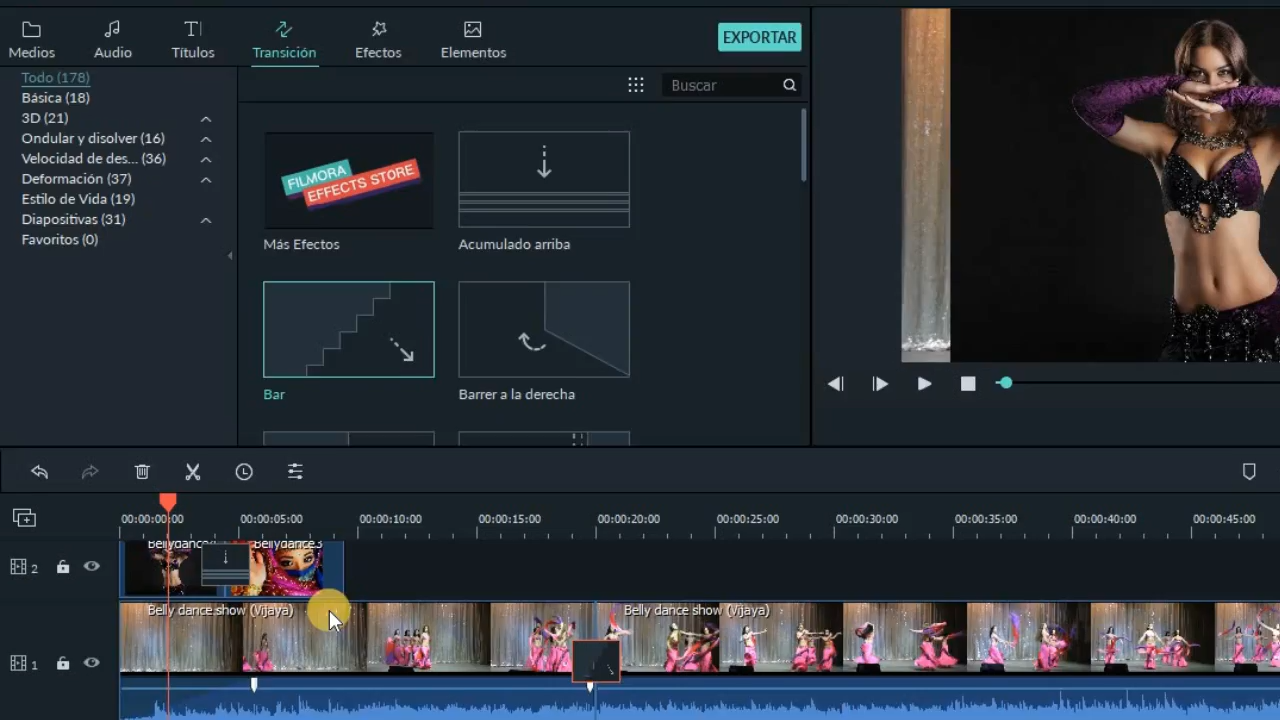 Medios
Audio
Títulos
Transición
Efectos
Elementos
EXPORTAR
Todo (178)
Básica (18)
3D (21)
Ondular y disolver (16)
Velocidad de des... (36)
Deformación (37)
Estilo de Vida (19)
Diapositivas (31)
Favoritos (0)
Buscar
FILMORA
EFFECTS STORE
Más Efectos
Acumulado arriba
Bar
Barrer a la derecha
00:00:00:00
00:00:05:00
00:00:10:00
00:00:15:00
00:00:20:00
00:00:25:00
00:00:30:00
00:00:35:00
00:00:40:00
00:00:45:00
2
Bellydance3
Belly dance show (Vijaya)
Belly dance show (Vijaya)
1